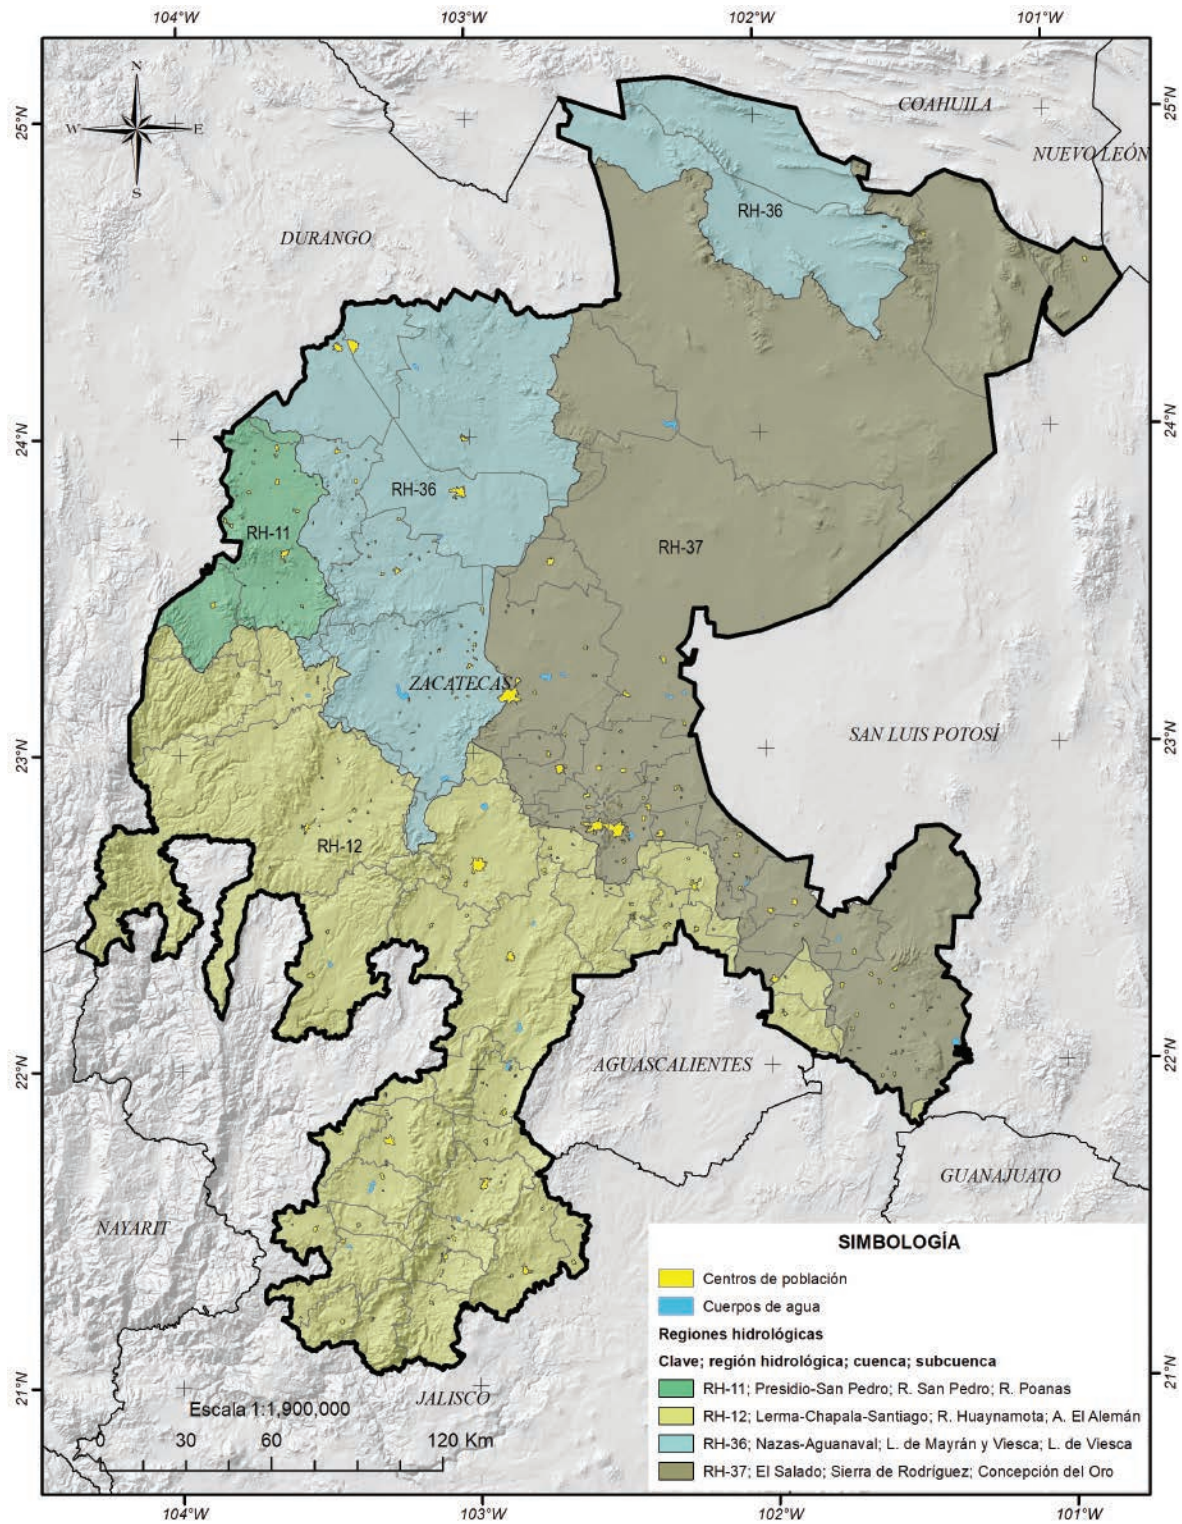 104°W 103°W 102°W 101°W
N
W E
S
25°N
25°N
COAHUILA
NUEVO LEÓN
RH-36
DURANGO
24°N
24°N
RH-36
RH-11
RH-37
ZACATECAS
SAN LUIS POTOSÍ
23°N
23°N
RH-12
22°N
22°N
AGUASCALIENTES
GUANAJUATO
NAYARIT
SIMBOLOGÍA
Centros de población
Cuerpos de agua
Regiones hidrológicas
Clave; región hidrológica; cuenca; subcuenca
RH-11; Presidio-San Pedro; R. San Pedro; R. Poanas
RH-12; Lerma-Chapala-Santiago; R. Huaynamota; A. El Alemán
RH-36; Nazas-Aguanaval; L. de Mayrán y Viesca; L. de Viesca
RH-37; El Salado; Sierra de Rodríguez; Concepción del Oro
21°N
21°N
JALISCO
Escala 1:1,900,000
0 30 60 120 Km
104°W 103°W 102°W 101°W